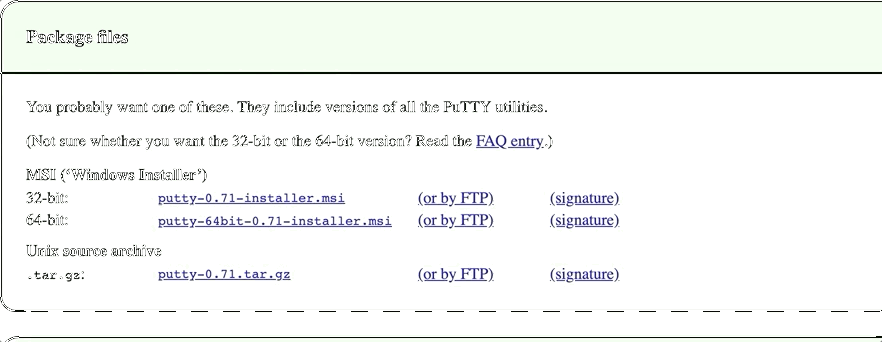 Package files
You probably want one of these. They include versions of all the PuTTY utilities.
(Not sure whether you want the 32-bit or the 64-bit version? Read the FAQ entry.)
MSI (‘Windows Installer’)
32-bit: putty-0.71-installer.msi (or by FTP) (signature)
64-bit: putty-64bit-0.71-installer.msi (or by FTP) (signature)
Unix source archive
.tar.gz: putty-0.71.tar.gz (or by FTP) (signature)